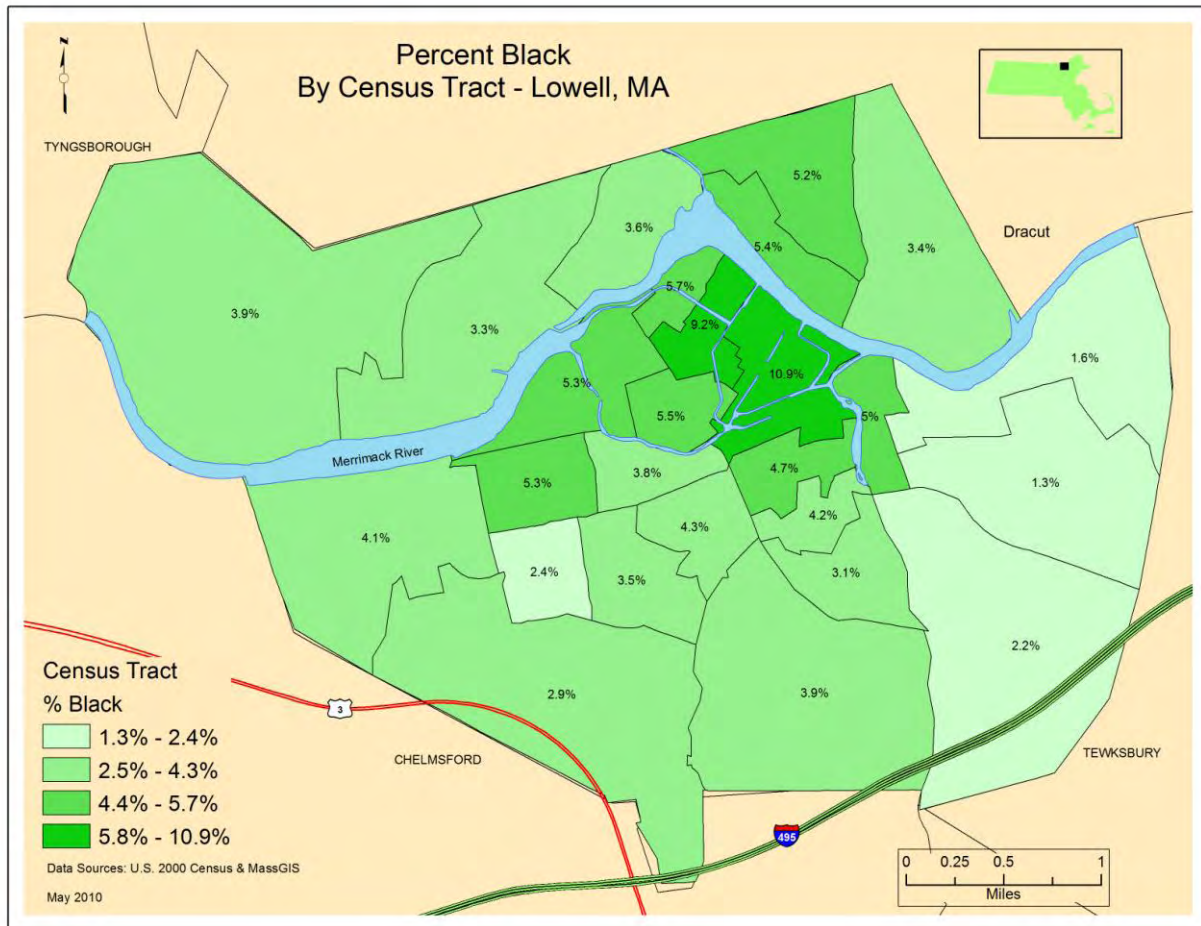 N
Percent Black
By Census Tract - Lowell, MA
TYNGSBOROUGH
5.2%
3.6%
Dracut
5.4%
3.4%
5.7%
3.9%
3.3%
9.2%
1.6%
10.9%
5.3%
5.5%
5%
Merrimack River
3.8%
4.7%
5.3%
1.3%
4.2%
4.3%
4.1%
2.4%
3.5%
3.1%
2.2%
2.9%
3.9%
3
CHELMSFORD
TEWKSBURY
495
Census Tract
% Black
1.3% - 2.4%
2.5% - 4.3%
4.4% - 5.7%
5.8% - 10.9%
Data Sources: U.S. 2000 Census & MassGIS
May 2010
0 0.25 0.5 1
Miles